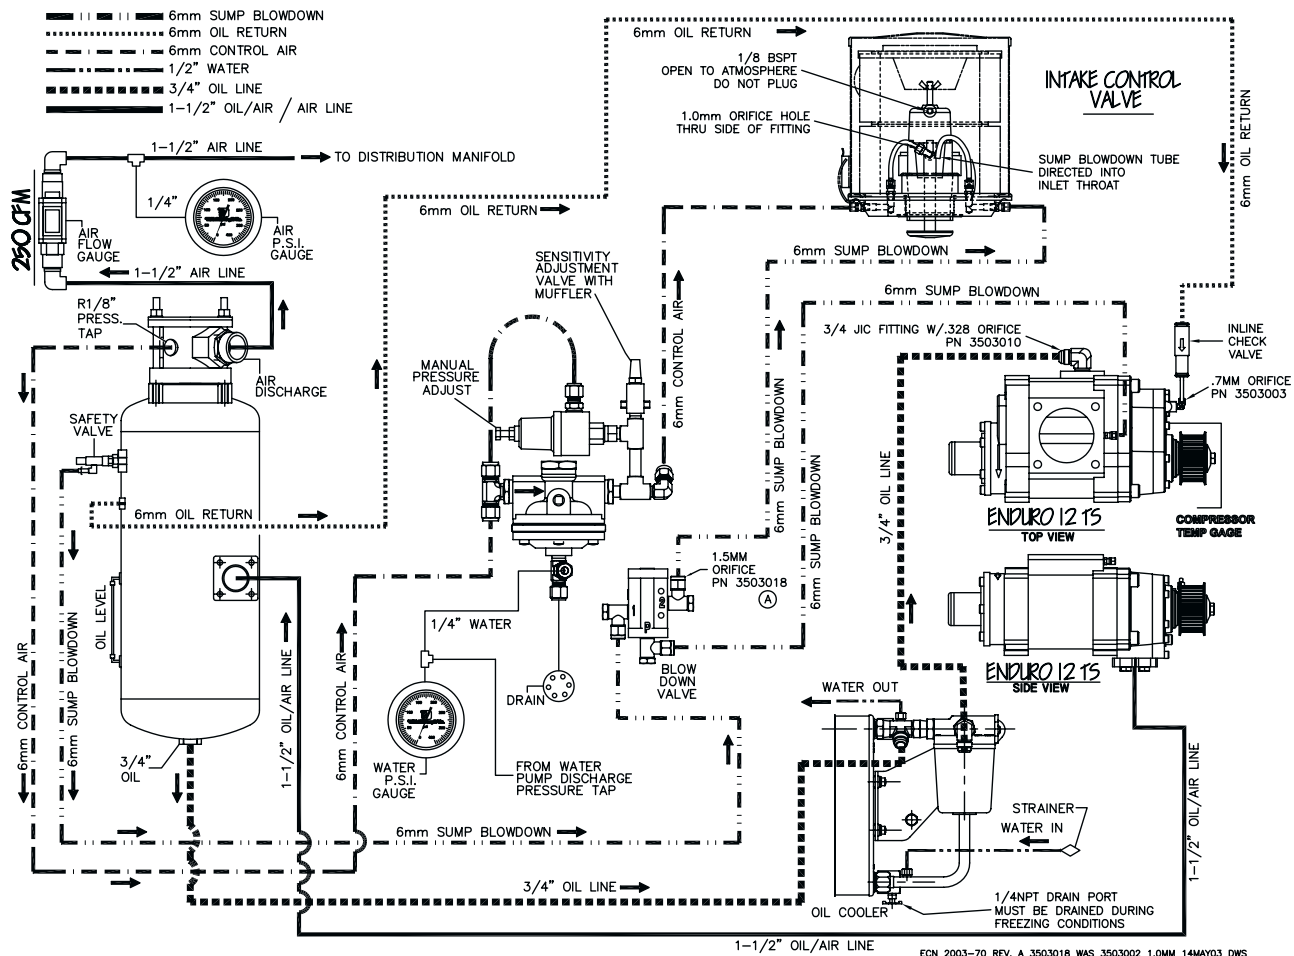 6mm SUMP BLOWDOWN
6mm OIL RETURN
6mm CONTROL AIR
1/2" WATER
3/4" OIL LINE
1-1/2" OIL/AIR / AIR LINE
6mm OIL RETURN
1/8 BSPT
OPEN TO ATMOSPHERE
DO NOT PLUG
INTAKE CONTROL
VALVE
1.0mm ORIFICE HOLE
THRU SIDE OF FITTING
SUMP BLOWDOWN TUBE
DIRECTED INTO
INLET THROAT
6mm OIL RETURN
1-1/2" AIR LINE
TO DISTRIBUTION MANIFOLD
250 CFM
1/4"
AIR
FLOW
GAUGE
AIR
P.S.I.
GAUGE
6mm OIL RETURN
1-1/2" AIR LINE
R1/8"
PRESS.
TAP
AIR
DISCHARGE
SENSITIVITY
ADJUSTMENT
VALVE WITH
MUFFLER
6mm CONTROL AIR
6mm SUMP BLOWDOWN
6mm SUMP BLOWDOWN
3/4 JIC FITTING W/.328 ORIFICE
PN 3503010
INLINE
CHECK
VALVE
.7MM ORIFICE
PN 3503003
MANUAL
PRESSURE
ADJUST
SAFETY
VALVE
6mm OIL RETURN
6mm SUMP BLOWDOWN
6mm SUMP BLOWDOWN
3/4" OIL LINE
ENDURO 12 TS
TOP VIEW
COMPRESSOR
TEMP GAGE
1.5MM
ORIFICE
PN 3503018
A
1
P
OIL LEVEL
1/4" WATER
BLOW
DOWN
VALVE
DRAIN
ENDURO 12 TS
SIDE VIEW
6mm CONTROL AIR
6mm SUMP BLOWDOWN
1-1/2" OIL/AIR LINE
6mm CONTROL AIR
WATER OUT
3/4"
OIL
WATER
P.S.I.
GAUGE
FROM WATER
PUMP DISCHARGE
PRESSURE TAP
STRAINER
WATER IN
1-1/2" OIL/AIR LINE
6mm SUMP BLOWDOWN
3/4" OIL LINE
OIL COOLER
1/4NPT DRAIN PORT
MUST BE DRAINED DURING
FREEZING CONDITIONS
1-1/2" OIL/AIR LINE
ECN 2003-70 REV. A 3503018 WAS 3503002 1.0MM 14MAY03 DWS